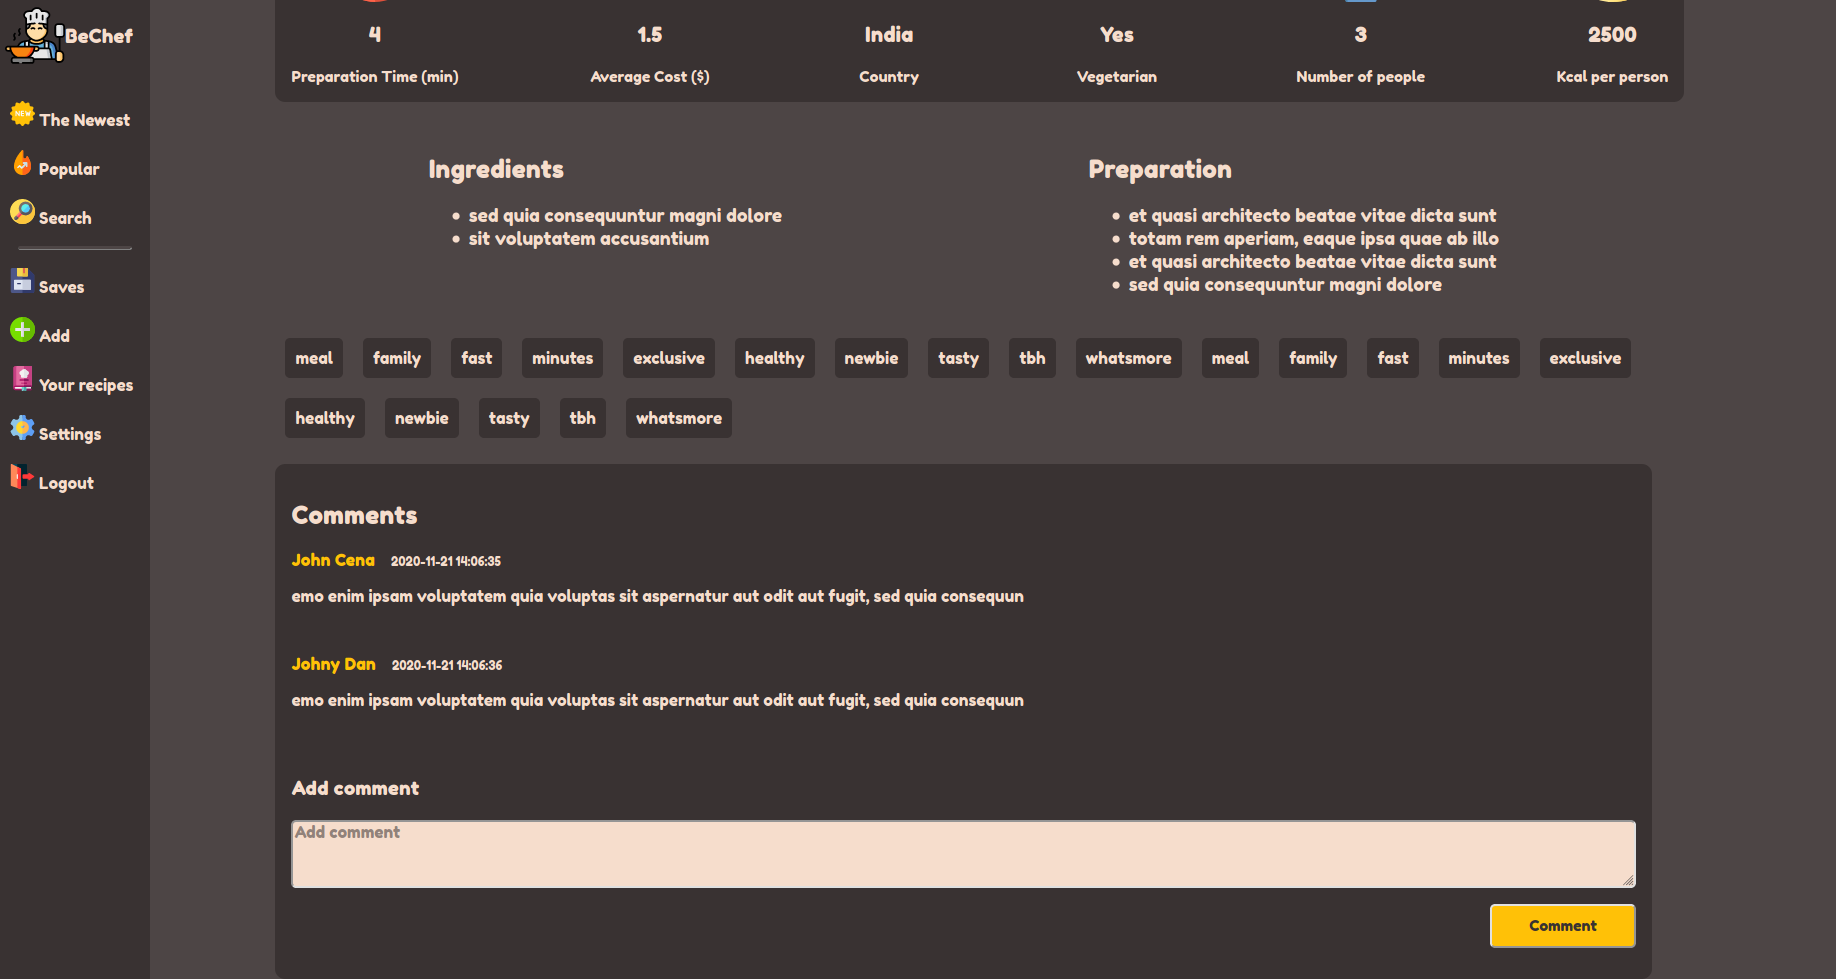 BeChef
The Newest
Popular
Search
Saves
Add
Your recipes
Settings
Logout
4 1.5 India Yes 3 2500
Preparation Time (min) Average Cost ($) Country Vegetarian Number of people Kcal per person
Ingredients
sed quia consequuntur magni dolore
sit voluptatem accusantium
Preparation
et quasi architecto beatae vitae dicta sunt
totam rem aperiam, eaque ipsa quae ab illo
et quasi architecto beatae vitae dicta sunt
sed quia consequuntur magni dolore
meal family fast minutes exclusive healthy newbie tasty tbh whatsmore meal family fast minutes exclusive
healthy newbie tasty tbh whatsmore
Comments
John Cena 2020-11-21 14:06:35
emo enim ipsam voluptatem quia voluptas sit aspernatur aut odit aut fugit, sed quia consequun
Johny Dan 2020-11-21 14:06:36
emo enim ipsam voluptatem quia voluptas sit aspernatur aut odit aut fugit, sed quia consequun
Add comment
Add comment
Comment